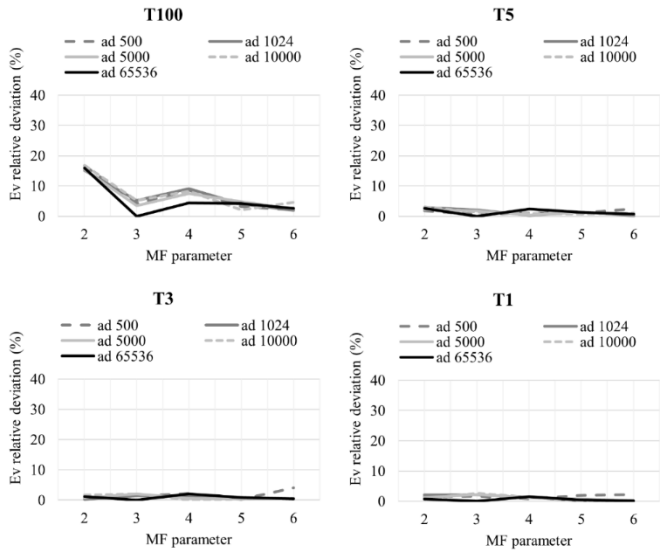 T100
ad 500 ad 1024
ad 5000 ad 10000
ad 65536
Ev relative deviation (%)
40
30
20
10
0
2 3 4 5 6
MF parameter
T5
ad 500 ad 1024
ad 5000 ad 10000
ad 65536
Ev relative deviation (%)
40
30
20
10
0
2 3 4 5 6
MF parameter
T3
ad 500 ad 1024
ad 5000 ad 10000
ad 65536
Ev relative deviation (%)
40
30
20
10
0
2 3 4 5 6
MF parameter
T1
ad 500 ad 1024
ad 5000 ad 10000
ad 65536
Ev relative deviation (%)
40
30
20
10
0
2 3 4 5 6
MF parameter